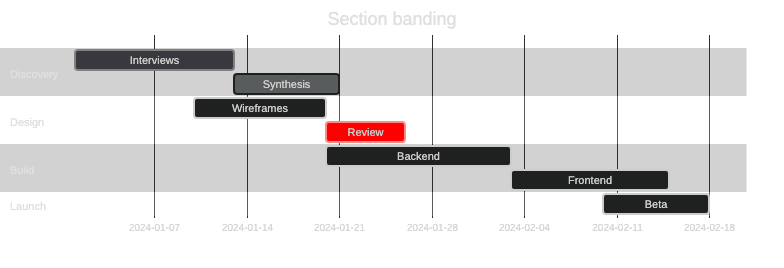 Section banding
Interviews
Discovery
Synthesis
Wireframes
Design
Review
Backend
Build
Frontend
Launch
Beta
2024-01-07 2024-01-14 2024-01-21 2024-01-28 2024-02-04 2024-02-11 2024-02-18